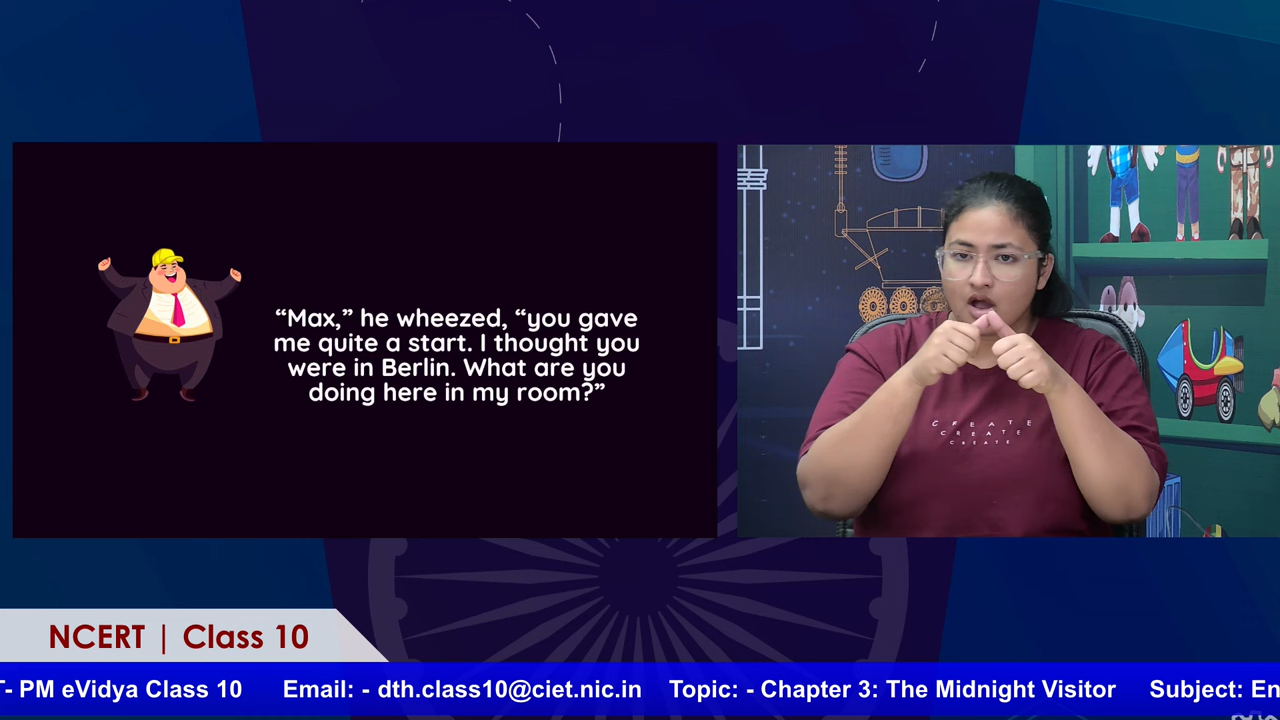 “Max,” he wheezed, “you gave
me quite a start. I thought you
were in Berlin. What are you
doing here in my room?”
CREATE
CREATE
CREATE
NCERT | Class 10
T- PM eVidya Class 10 Email: - dth.class10@ciet.nic.in Topic: - Chapter 3: The Midnight Visitor Subject: En